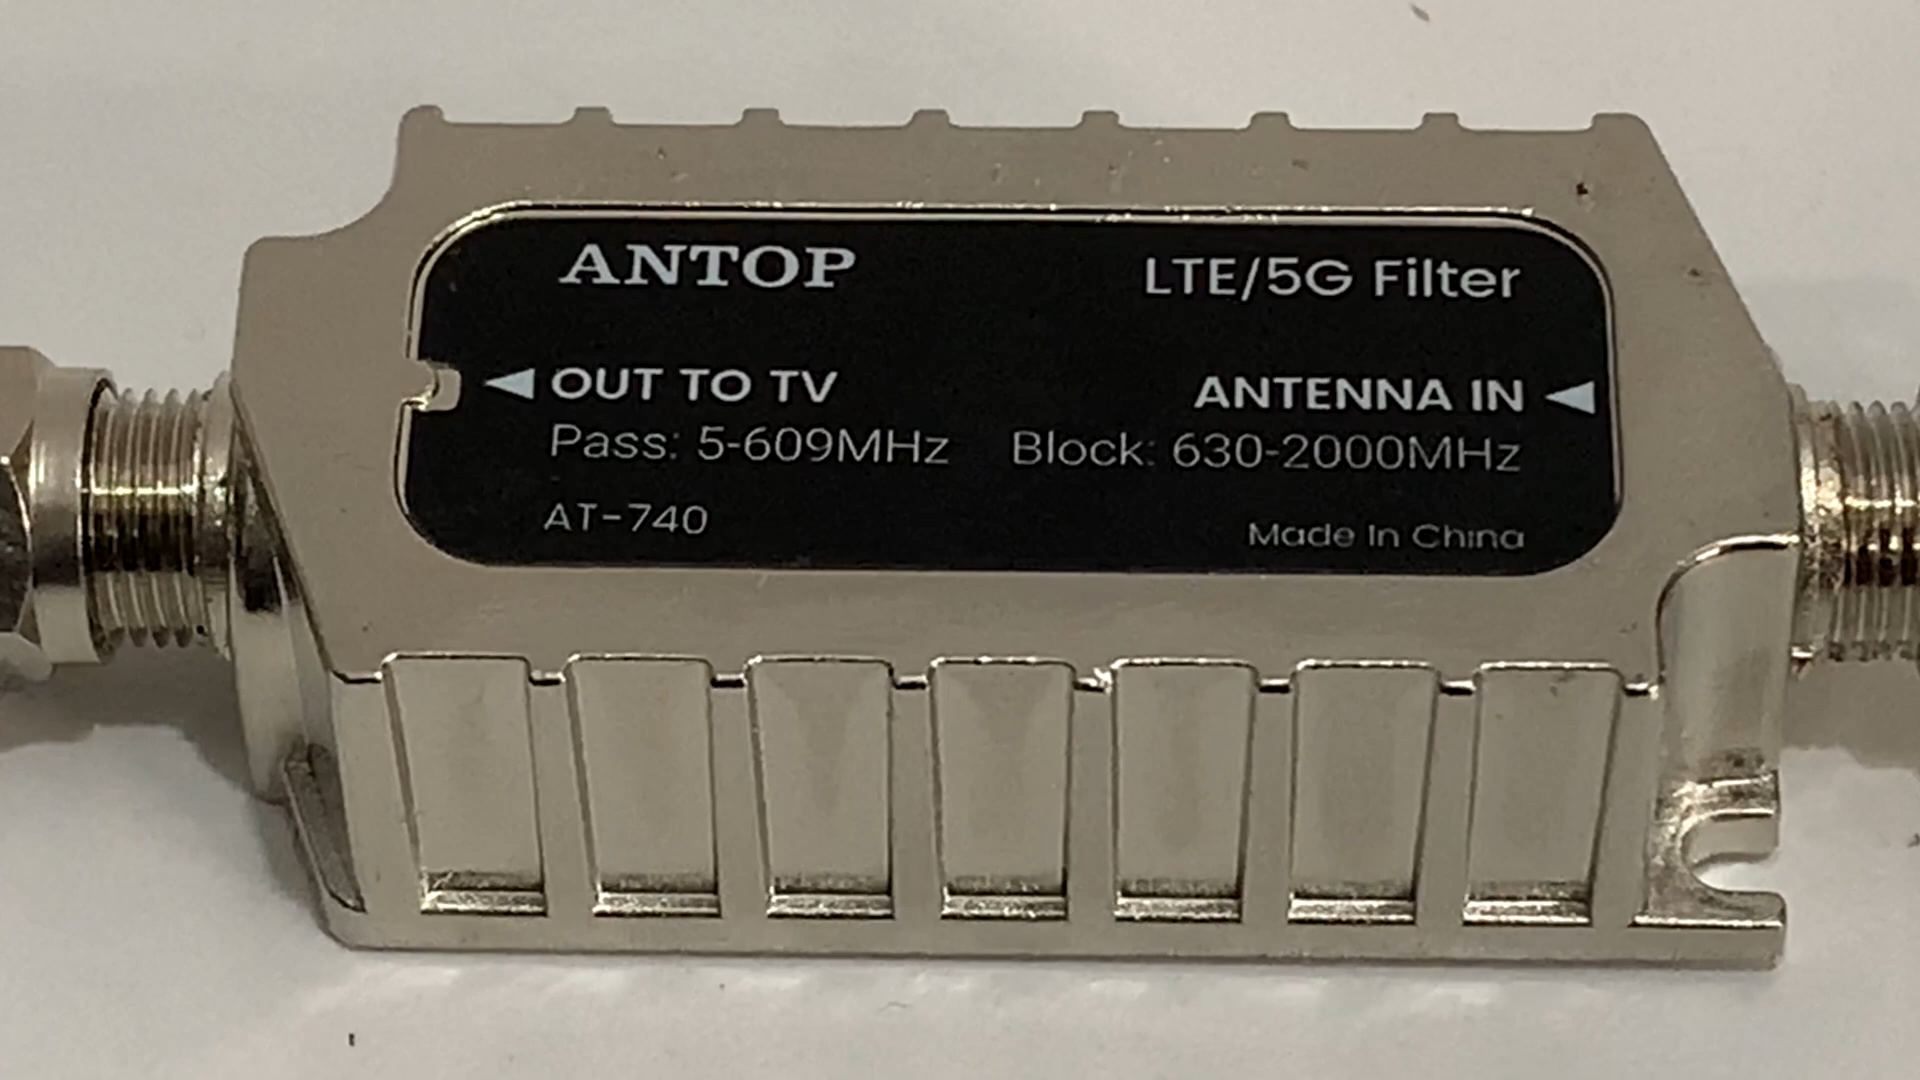 ANTOP
LTE/5G Filter
OUT TO TV
ANTENNA IN
Pass: 5-609MHz
Block: 630-2000MHz
AT-740
Made In China